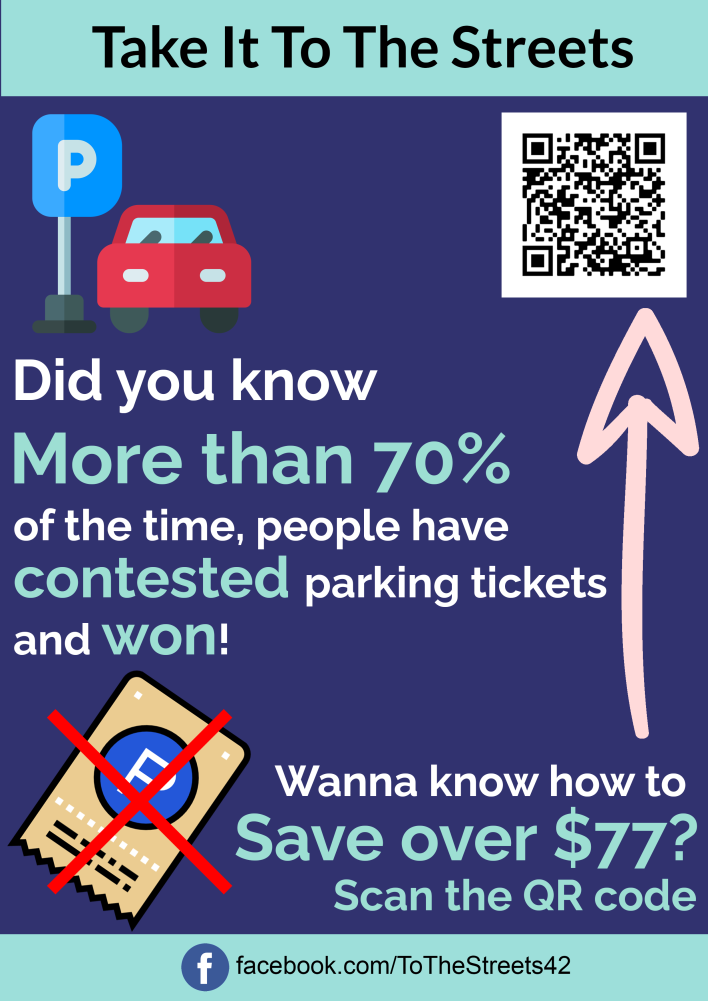 Take It To The Streets
P
Did you know
More than 70%
of the time, people have
contested parking tickets
and won!
P
Wanna know how to
Save over $77?
Scan the QR code
f facebook.com/ToTheStreets42